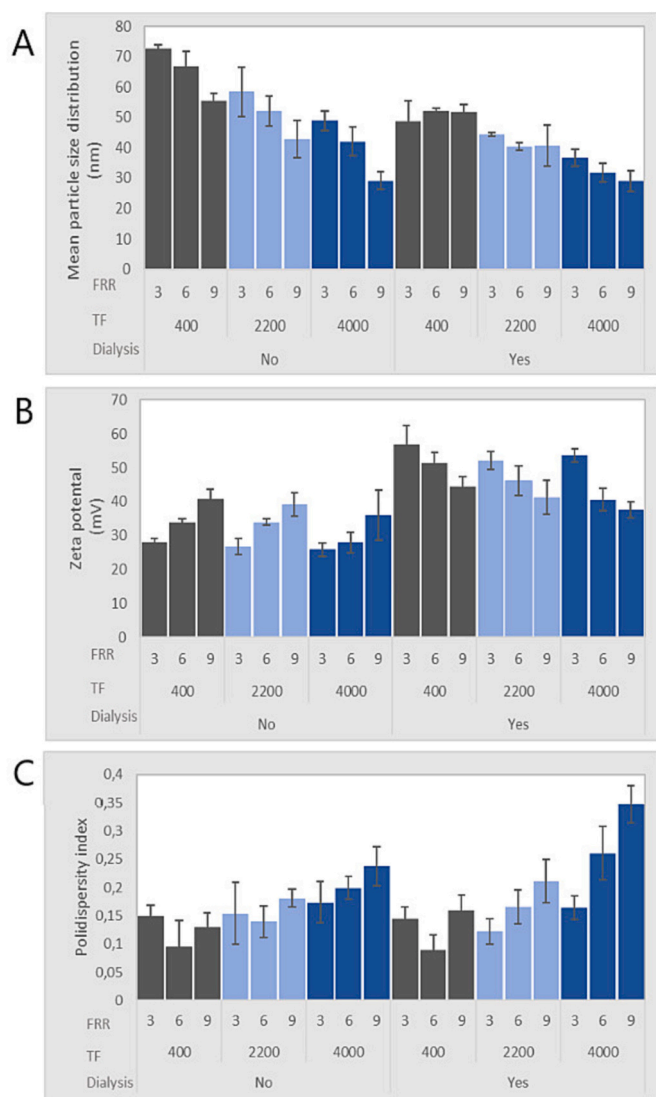 A
Mean particle size distribution
(nm)
80
70
60
50
40
30
20
10
0
FRR 3 6 9 3 6 9 3 6 9 3 6 9 3 6 9 3 6 9
TF 400 2200 4000 400 2200 4000
Dialysis No Yes
B
Zeta potential
(mV)
70
60
50
40
30
20
10
0
FRR 3 6 9 3 6 9 3 6 9 3 6 9 3 6 9 3 6 9
TF 400 2200 4000 400 2200 4000
Dialysis No Yes
C
Polidispersity index
0,4
0,35
0,3
0,25
0,2
0,15
0,1
0,05
0
FRR 3 6 9 3 6 9 3 6 9 3 6 9 3 6 9 3 6 9
TF 400 2200 4000 400 2200 4000
Dialysis No Yes